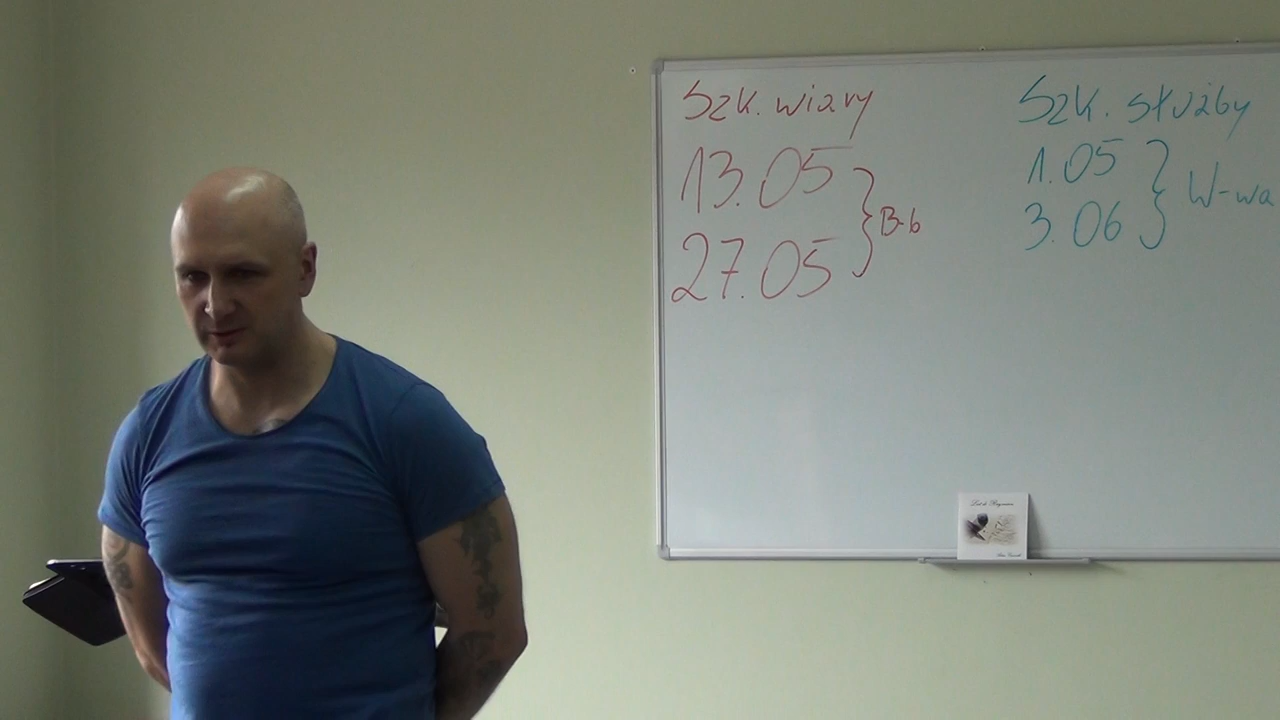 Szk. wiary
13.05
27.05
B-b
Szk. służby
1.05
3.06
W-wa